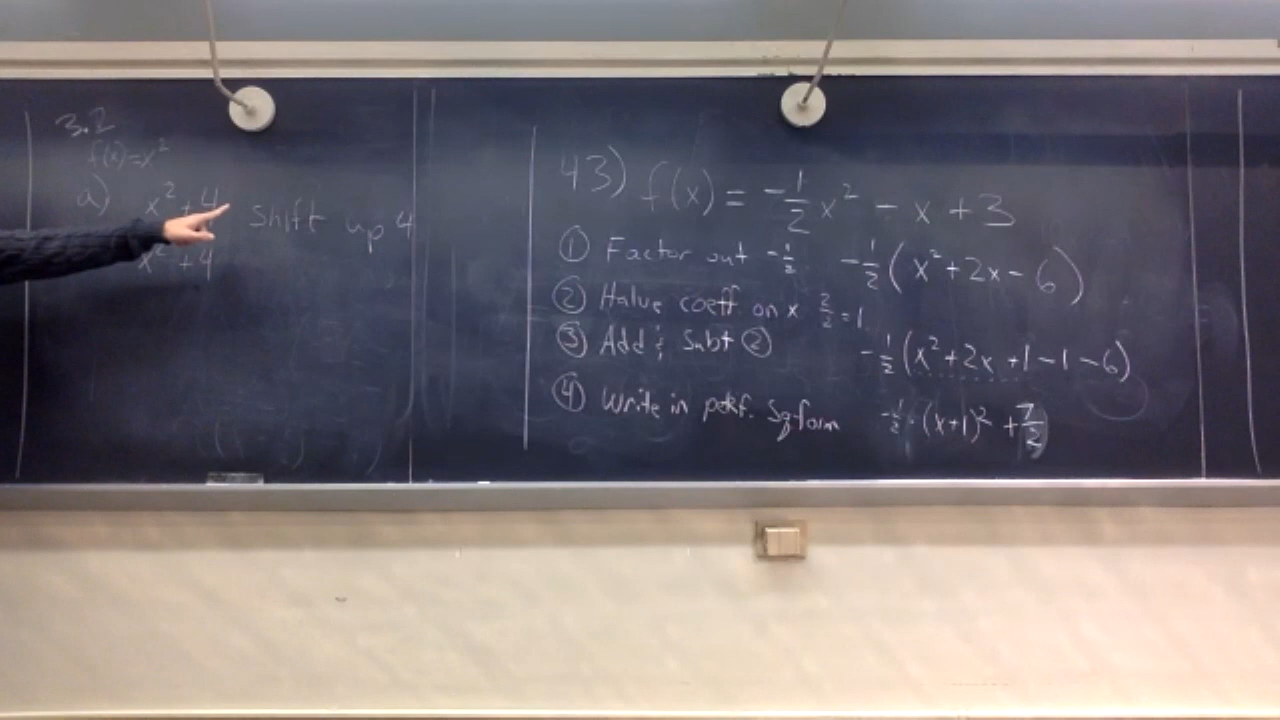 3.2
f(x)=x²
a) x² + 4 Shift up 4
x² + 4
43) f(x) = -1/2 x² - x + 3
① Factor out -1/2 -1/2 (x² + 2x - 6)
② Halve coeff on x 2/2 = 1
③ Add & Subt ②
-1/2 (x² + 2x + 1 - 1 - 6)
④ Write in perf. Sq form -1/2 · (x+1)² + 7/2